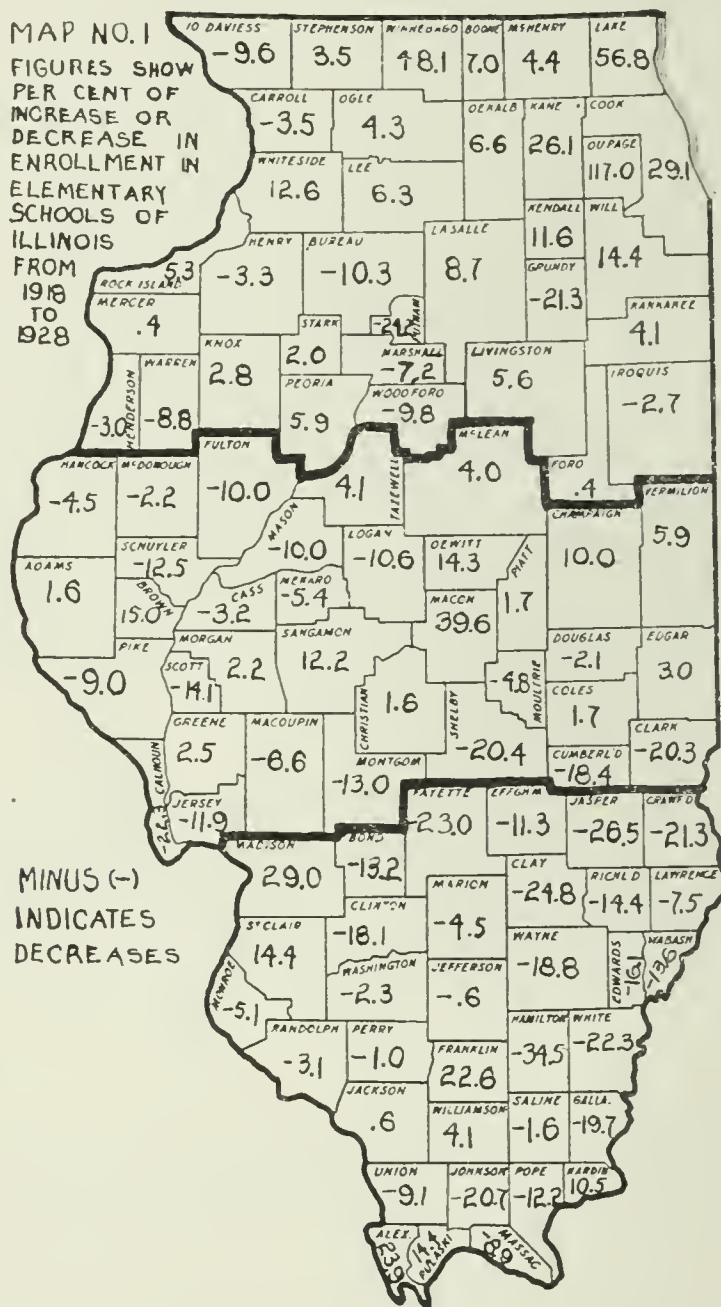 MAP NO. 1
FIGURES SHOW
PER CENT OF
INCREASE OR
DECREASE IN
ENROLLMENT IN
ELEMENTARY
SCHOOLS OF
ILLINOIS
FROM
1918
TO
1928
JO DAVIESS
-9.6
STEPHENSON
3.5
WINNEBAGO
48.1
BOONE
7.0
McHENRY
4.4
LAKE
56.8
CARROLL
-3.5
OGLE
4.3
DEKALB
6.6
KANE
26.1
COOK
29.1
DUPAGE
117.0
WHITESIDE
12.6
LEE
6.3
KENDALL
11.6
WILL
14.4
ROCK ISLAND
5.3
HENRY
-3.3
BUREAU
-10.3
LASALLE
8.7
GRUNDY
-21.3
MERCER
.4
KANKAKEE
4.1
PUTNAM
STARK
2.0
MARSHALL
-7.2
LIVINGSTON
5.6
IROQUIS
-2.7
HENDERSON
-3.0
WARREN
-8.8
KNOX
2.8
PEORIA
5.9
WOODFORD
-9.8
HANCOCK
-4.5
McDONOUGH
-2.2
FULTON
-10.0
TAZEWELL
4.1
McLEAN
4.0
FORD
.4
VERMILION
5.9
CHAMPAIGN
10.0
MASON
-10.0
LOGAN
-10.6
DEWITT
14.3
PIATT
1.7
SCHUYLER
-12.5
ADAMS
1.6
BROWN
15.0
CASS
-3.2
MENARD
-5.4
MACON
39.6
PIKE
-9.0
MORGAN
2.2
SANGAMON
12.2
DOUGLAS
-2.1
EDGAR
3.0
SCOTT
-14.1
CHRISTIAN
1.6
SHELBY
-20.4
MOULTRIE
-4.8
COLES
1.7
GREENE
2.5
MACOUPIN
-6.6
MONTGOM
-13.0
CUMBERL'D
-18.4
CLARK
-20.3
CALHOUN
JERSEY
-11.9
FAYETTE
-23.0
EFFGHM
-11.3
JASPER
-26.5
CRAWF'D
-21.3
MADISON
29.0
BOND
-13.2
MARION
-4.5
CLAY
-24.8
RICHL'D
-14.4
LAWRENCE
-7.5
MINUS (-)
INDICATES
DECREASES
CLINTON
-18.1
ST CLAIR
14.4
WASHINGTON
-2.3
JEFFERSON
-.6
WAYNE
-18.8
EDWARDS
-16.1
WABASH
-13.6
MONROE
-5.1
RANDOLPH
-3.1
PERRY
-1.0
FRANKLIN
22.6
HAMILTON
-34.5
WHITE
-22.3
JACKSON
.6
WILLIAMSON
4.1
SALINE
-1.6
GALLA.
-19.7
UNION
-9.1
JOHNSON
-20.7
POPE
-12.2
HARDIN
10.5
ALEX.
23.9
PULASKI
14.4
MASSAC
-8.9